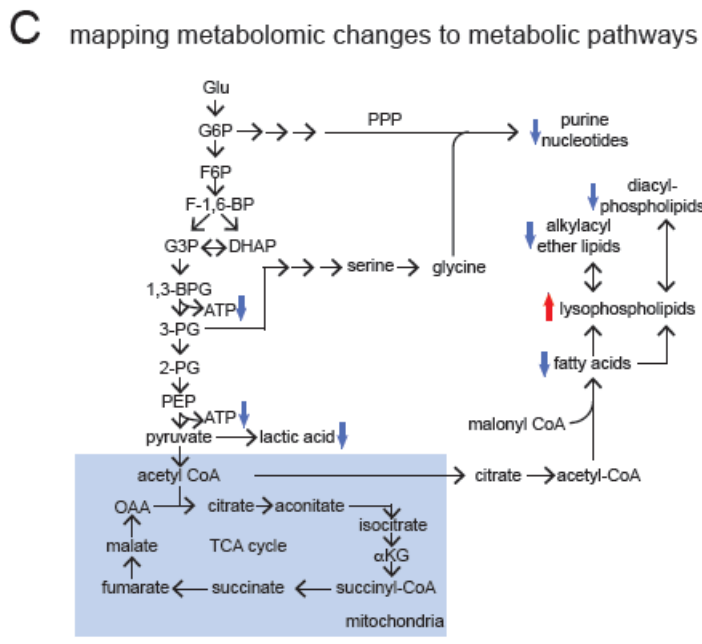 C mapping metabolomic changes to metabolic pathways
Glu
G6P
PPP
purine
nucleotides
F6P
F-1,6-BP
diacyl-
phospholipids
alkylacyl
ether lipids
G3P
DHAP
serine
glycine
1,3-BPG
ATP
lysophospholipids
3-PG
2-PG
fatty acids
PEP
ATP
malonyl CoA
pyruvate
lactic acid
acetyl CoA
citrate
acetyl-CoA
OAA
citrate
aconitate
isocitrate
malate
TCA cycle
αKG
fumarate
succinate
succinyl-CoA
mitochondria